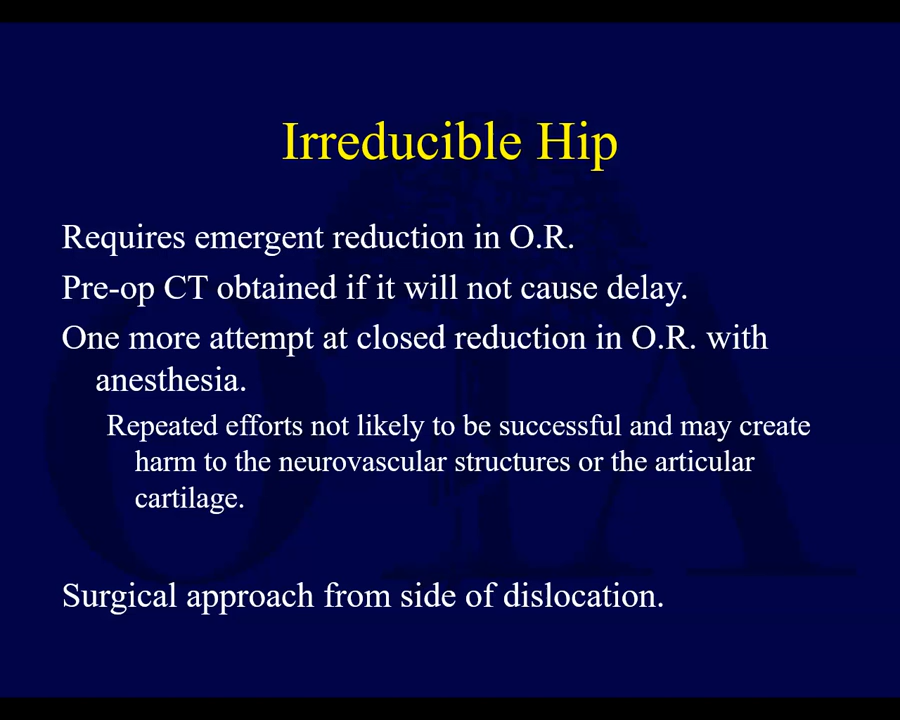 Irreducible Hip
Requires emergent reduction in O.R.
Pre-op CT obtained if it will not cause delay.
One more attempt at closed reduction in O.R. with
anesthesia.
Repeated efforts not likely to be successful and may create
harm to the neurovascular structures or the articular
cartilage.
Surgical approach from side of dislocation.
OTA